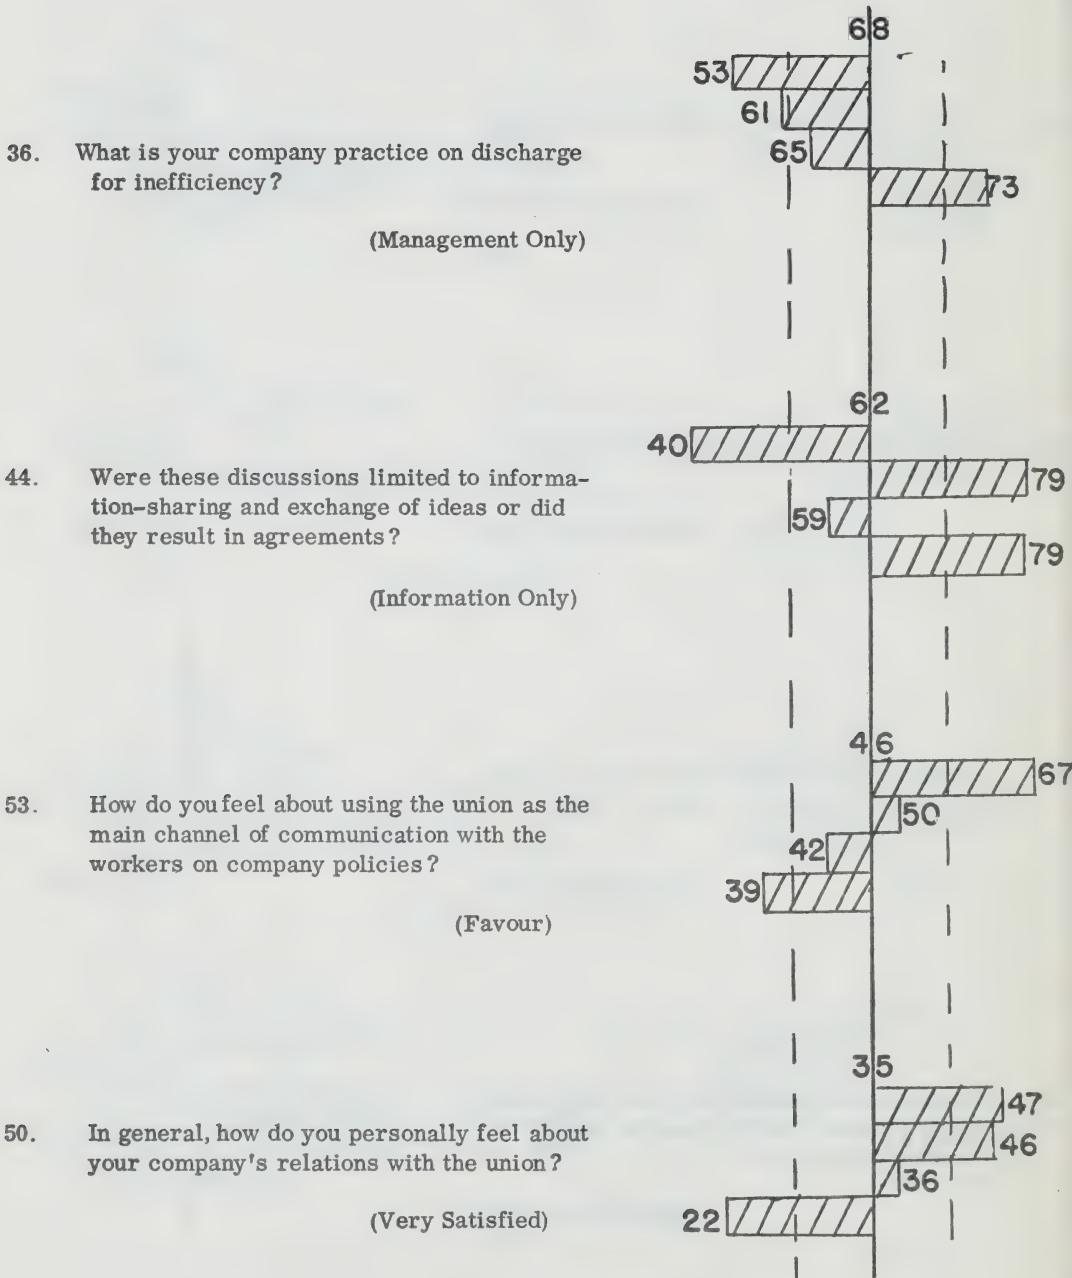 68
53
61
36. What is your company practice on discharge
65
for inefficiency?
73
(Management Only)
62
40
44. Were these discussions limited to informa-
79
tion-sharing and exchange of ideas or did
59
they result in agreements?
79
(Information Only)
46
67
53. How do you feel about using the union as the
50
main channel of communication with the
42
workers on company policies?
39
(Favour)
35
47
50. In general, how do you personally feel about
46
your company's relations with the union?
36
(Very Satisfied) 22